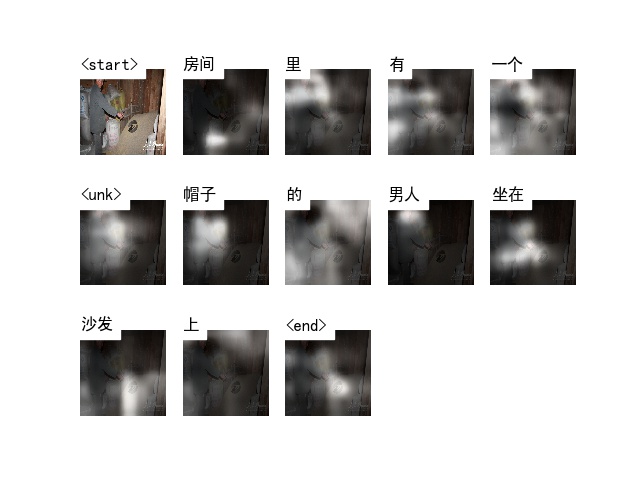 <start> 房间 里 有 一个
<unk> 帽子 的 男人 坐在
沙发 上 <end>